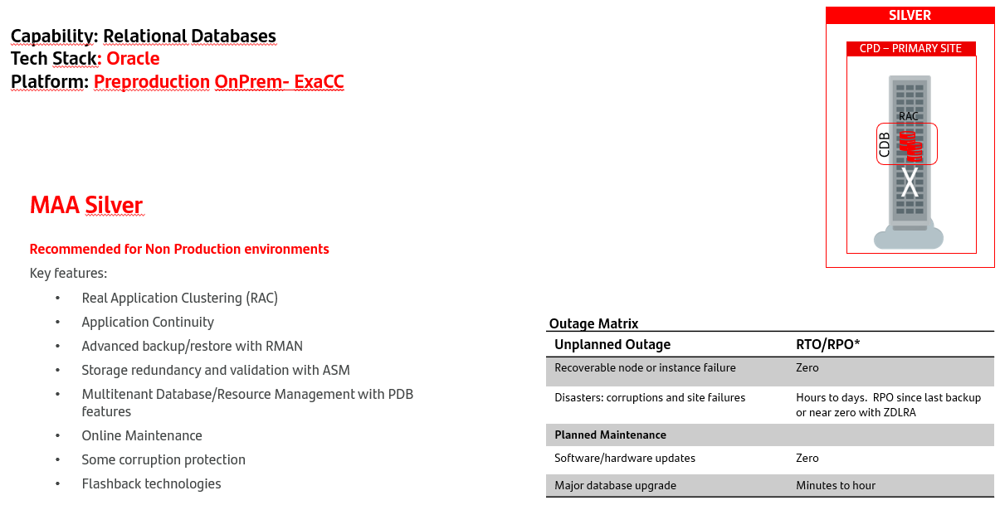 Capability: Relational Databases
Tech Stack: Oracle
Platform: Preproduction OnPrem- ExaCC
SILVER
CPD – PRIMARY SITE
RAC
CDB
X
MAA Silver
Recommended for Non Production environments
Key features:
• Real Application Clustering (RAC)
• Application Continuity
• Advanced backup/restore with RMAN
• Storage redundancy and validation with ASM
• Multitenant Database/Resource Management with PDB
features
• Online Maintenance
• Some corruption protection
• Flashback technologies
Outage Matrix
Unplanned Outage RTO/RPO*
Recoverable node or instance failure Zero
Disasters: corruptions and site failures Hours to days. RPO since last backup
or near zero with ZDLRA
Planned Maintenance
Software/hardware updates Zero
Major database upgrade Minutes to hour